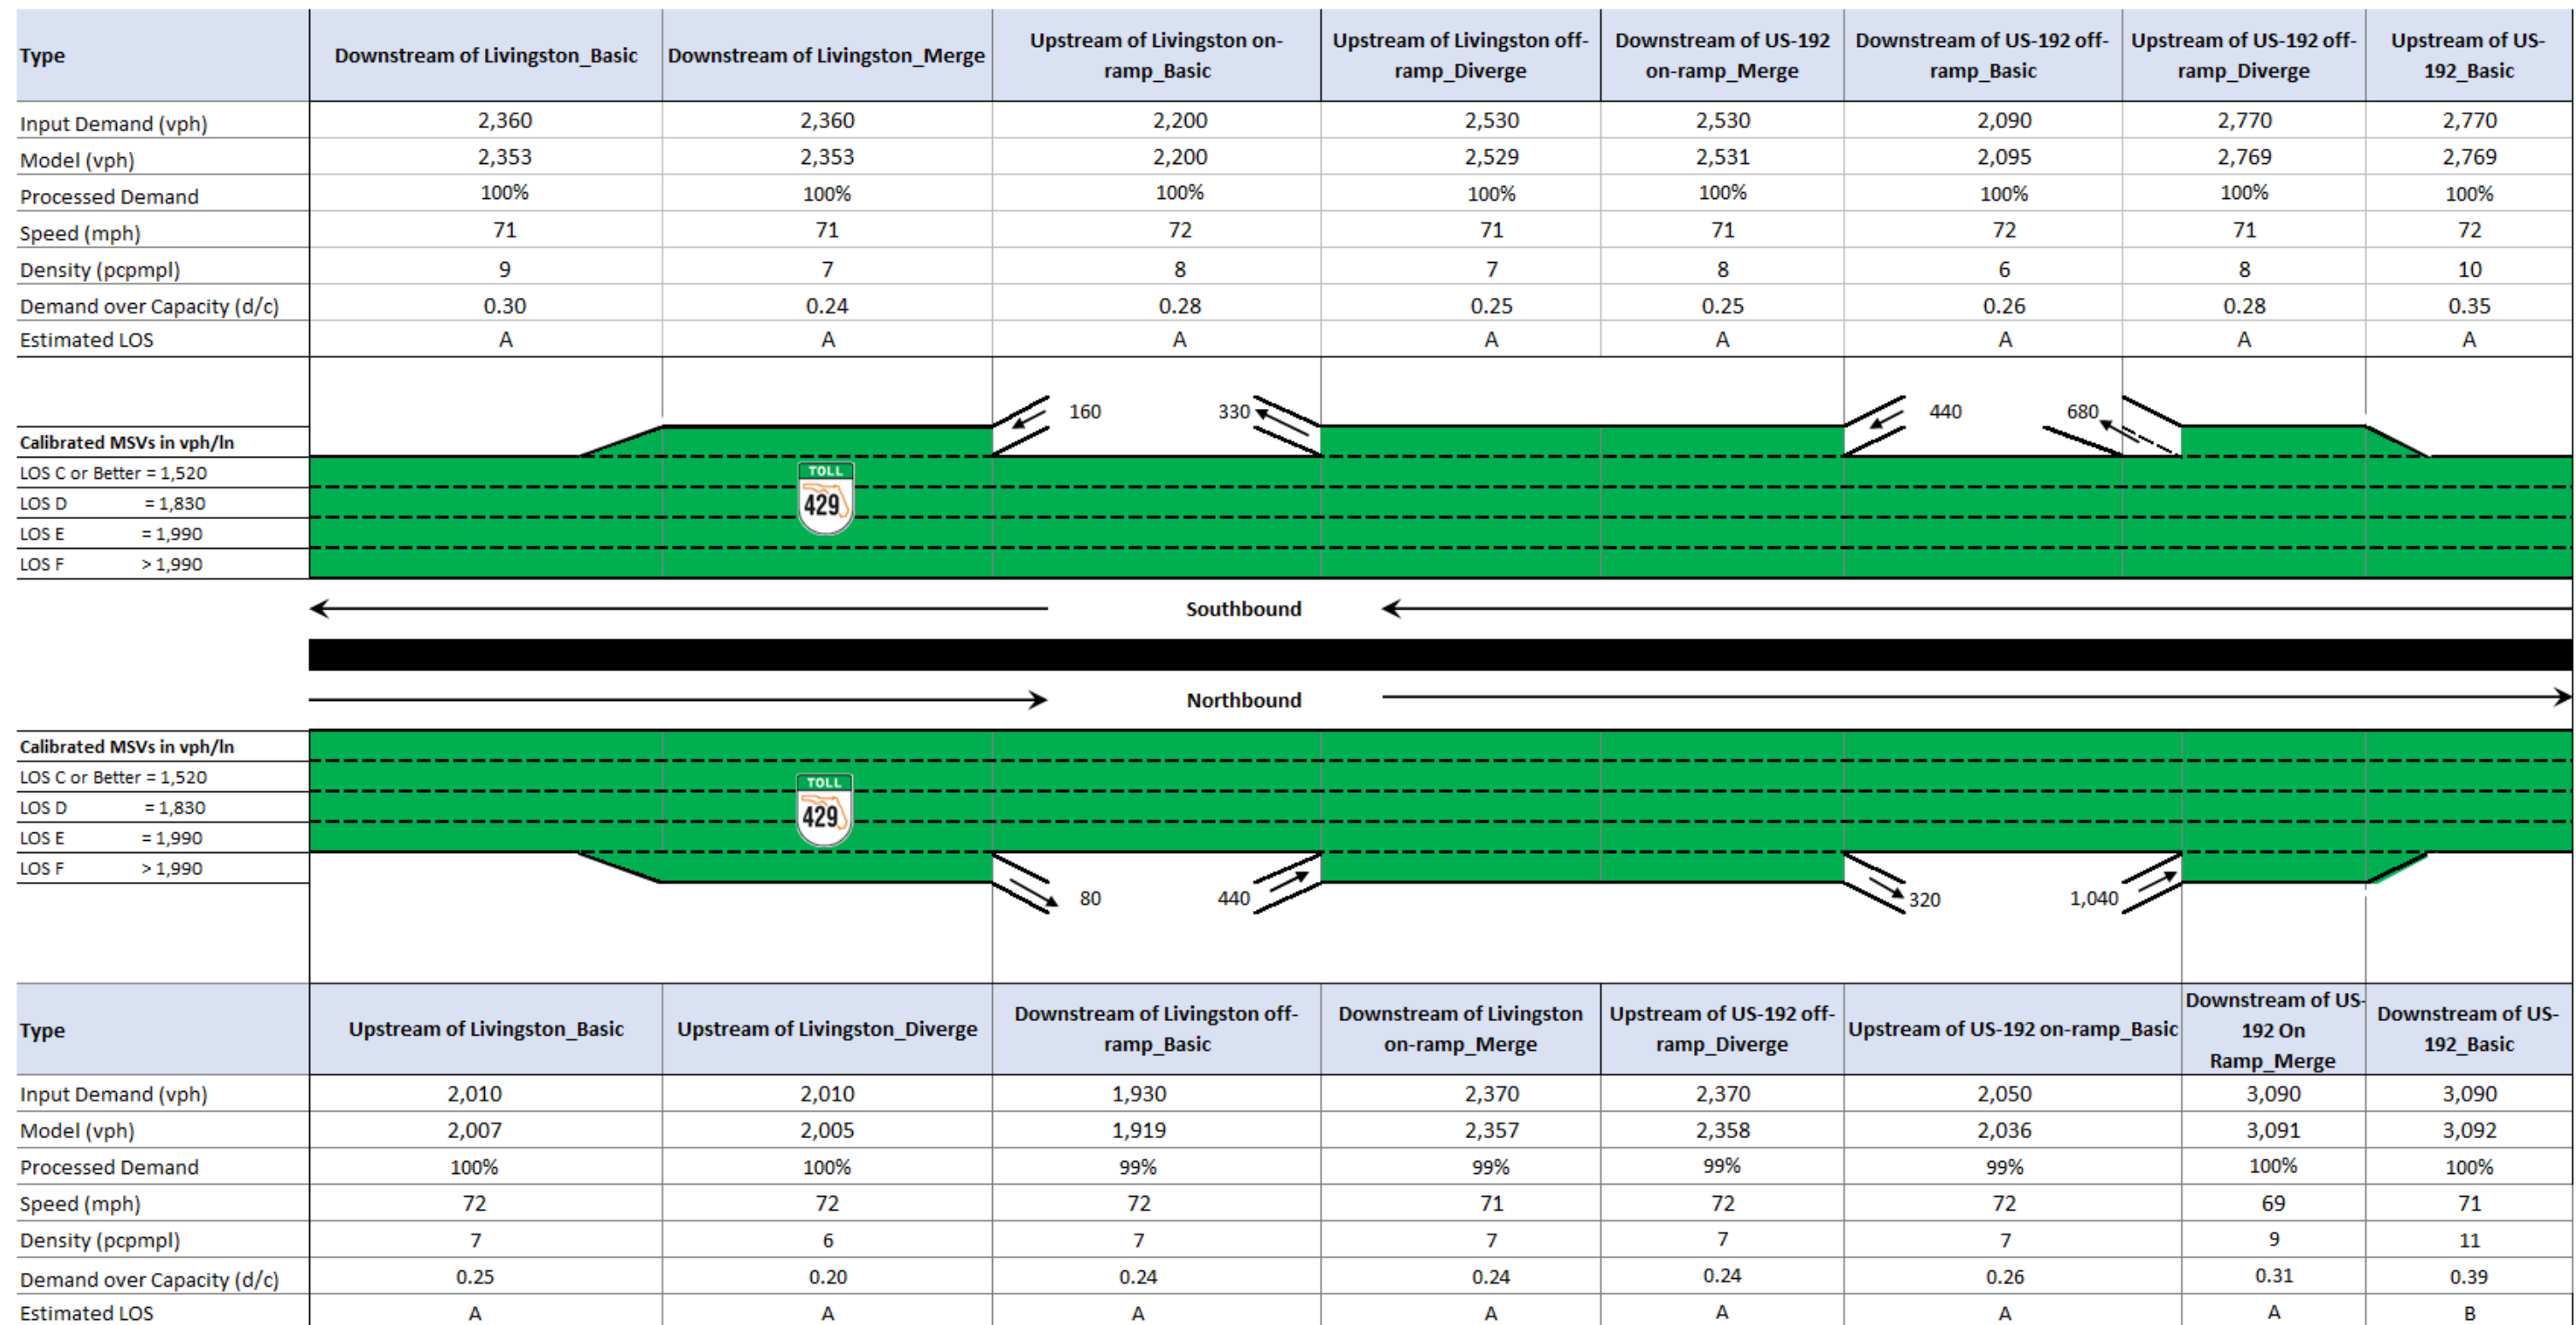 Type Downstream of Livingston_Basic Downstream of Livingston_Merge Upstream of Livingston on-ramp_Basic Upstream of Livingston off-ramp_Diverge Downstream of US-192 on-ramp_Merge Downstream of US-192 off-ramp_Basic Upstream of US-192 off-ramp_Diverge Upstream of US-192_Basic
Input Demand (vph) 2,360 2,360 2,200 2,530 2,530 2,090 2,770 2,770
Model (vph) 2,353 2,353 2,200 2,529 2,531 2,095 2,769 2,769
Processed Demand 100% 100% 100% 100% 100% 100% 100% 100%
Speed (mph) 71 71 72 71 71 72 71 72
Density (pcpmpl) 9 7 8 7 8 6 8 10
Demand over Capacity (d/c) 0.30 0.24 0.28 0.25 0.25 0.26 0.28 0.35
Estimated LOS A A A A A A A A
160 330 440 680
Calibrated MSVs in vph/ln
LOS C or Better = 1,520
LOS D = 1,830
LOS E = 1,990
LOS F > 1,990
TOLL
429
Southbound
Northbound
Calibrated MSVs in vph/ln
LOS C or Better = 1,520
LOS D = 1,830
LOS E = 1,990
LOS F > 1,990
TOLL
429
80 440 320 1,040
Type Upstream of Livingston_Basic Upstream of Livingston_Diverge Downstream of Livingston off-ramp_Basic Downstream of Livingston on-ramp_Merge Upstream of US-192 off-ramp_Diverge Upstream of US-192 on-ramp_Basic Downstream of US-192 On Ramp_Merge Downstream of US-192_Basic
Input Demand (vph) 2,010 2,010 1,930 2,370 2,370 2,050 3,090 3,090
Model (vph) 2,007 2,005 1,919 2,357 2,358 2,036 3,091 3,092
Processed Demand 100% 100% 99% 99% 99% 99% 100% 100%
Speed (mph) 72 72 72 71 72 72 69 71
Density (pcpmpl) 7 6 7 7 7 7 9 11
Demand over Capacity (d/c) 0.25 0.20 0.24 0.24 0.24 0.26 0.31 0.39
Estimated LOS A A A A A A A B